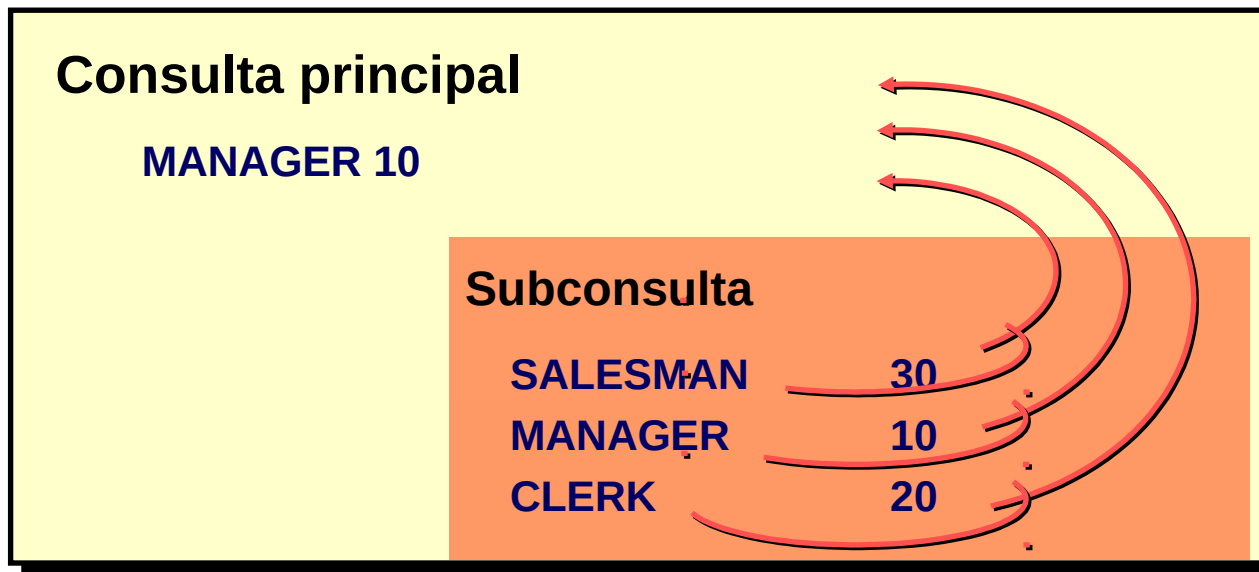 Consulta principal
MANAGER 10
Subconsulta
SALESMAN 30
MANAGER 10
CLERK 20